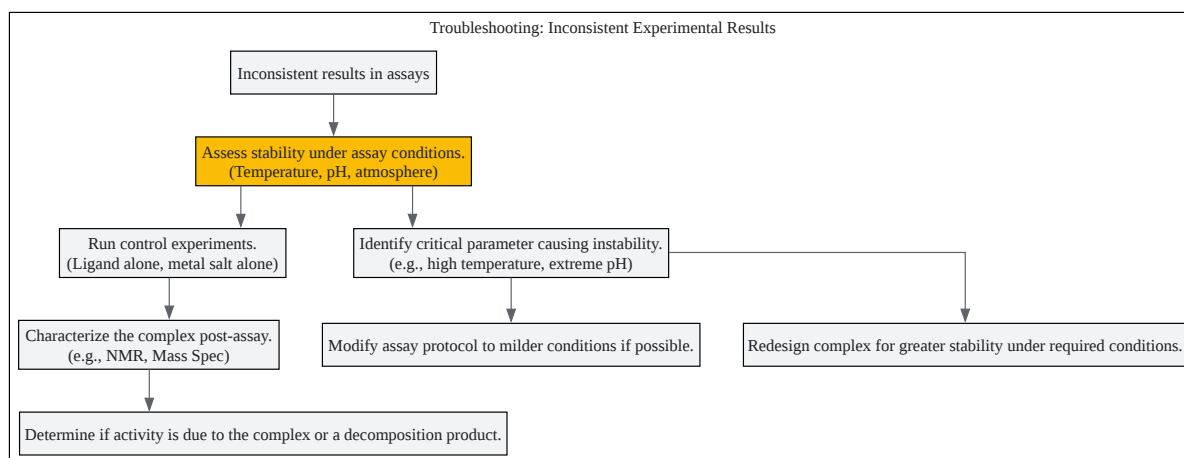 Troubleshooting: Inconsistent Experimental Results
Inconsistent results in assays
Assess stability under assay conditions.
(Temperature, pH, atmosphere)
Run control experiments.
(Ligand alone, metal salt alone)
Identify critical parameter causing instability.
(e.g., high temperature, extreme pH)
Characterize the complex post-assay.
(e.g., NMR, Mass Spec)
Modify assay protocol to milder conditions if possible.
Redesign complex for greater stability under required conditions.
Determine if activity is due to the complex or a decomposition product.